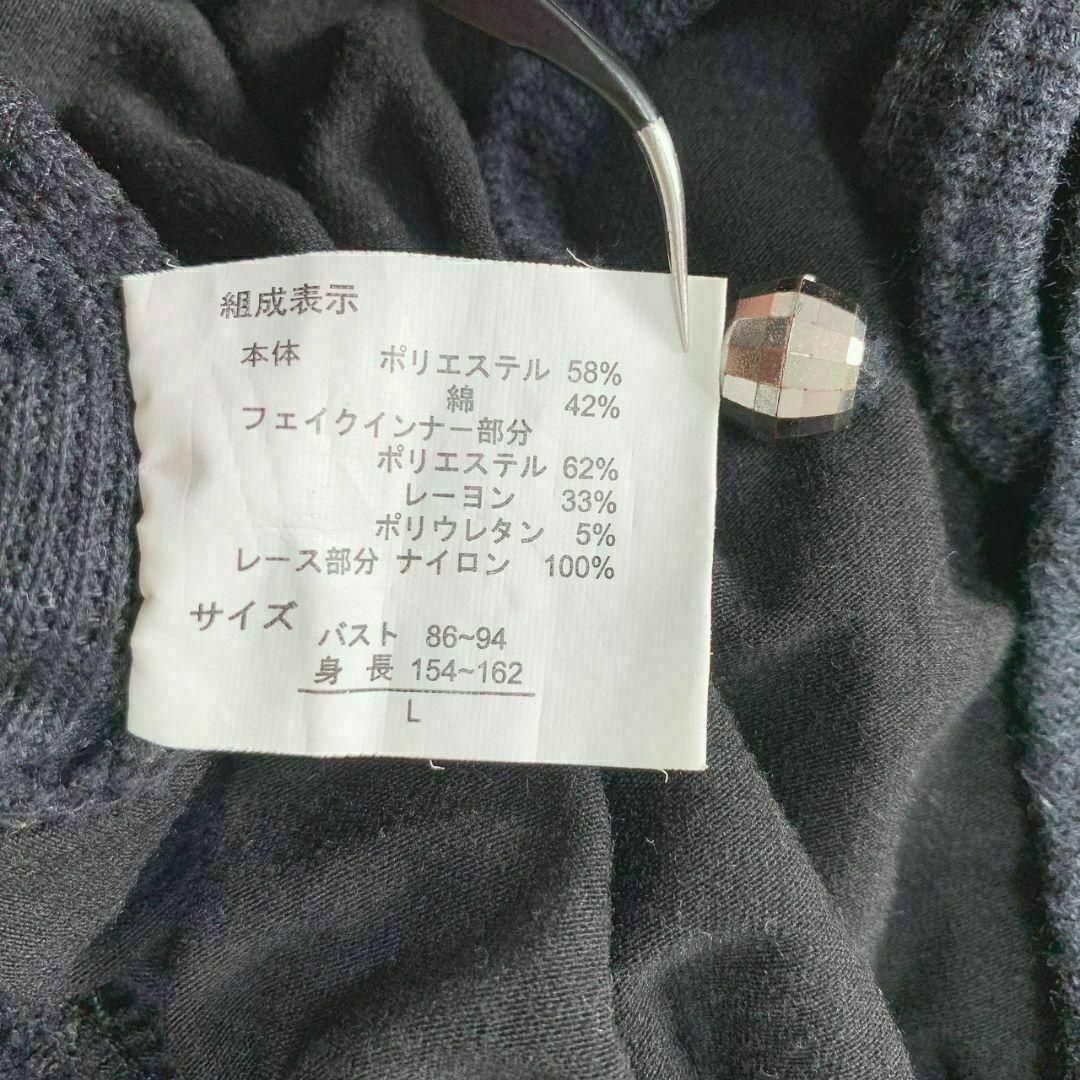 組成表示
本体 ポリエステル 58%
綿 42%
フェイクインナー部分
ポリエステル 62%
レーヨン 33%
ポリウレタン 5%
レース部分 ナイロン 100%
サイズ
バスト 86~94
身長 154~162
L